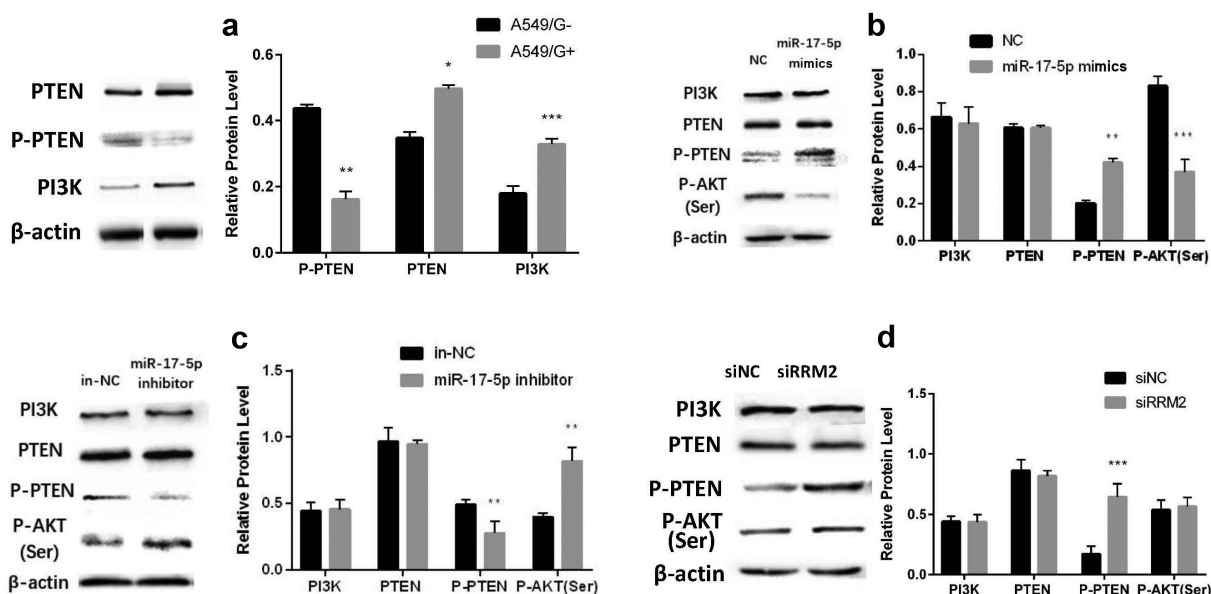 a
PTEN
P-PTEN
PI3K
β-actin
Relative Protein Level
0.6
0.4
0.2
0.0
A549/G-
A549/G+
**
*
***
P-PTEN PTEN PI3K
b
NC miR-17-5p mimics
PI3K
PTEN
P-PTEN
P-AKT
(Ser)
β-actin
Relative Protein Level
1.0
0.8
0.6
0.4
0.2
0.0
NC
miR-17-5p mimics
**
***
PI3K PTEN P-PTEN P-AKT(Ser)
c
in-NC miR-17-5p inhibitor
PI3K
PTEN
P-PTEN
P-AKT
(Ser)
β-actin
Relative Protein Level
1.5
1.0
0.5
0.0
in-NC
miR-17-5p inhibitor
**
**
PI3K PTEN P-PTEN P-AKT(Ser)
d
siNC siRRM2
PI3K
PTEN
P-PTEN
P-AKT
(Ser)
β-actin
Relative Protein Level
1.5
1.0
0.5
0.0
siNC
siRRM2
***
PI3K PTEN P-PTEN P-AKT(Ser)